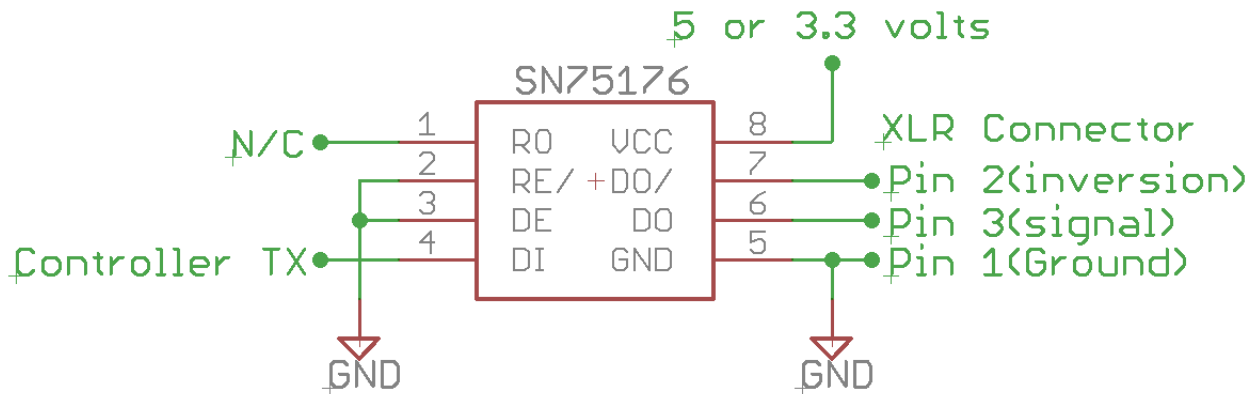 5 or 3.3 volts
SN75176
N/C
1
RO
VCC
8
XLR Connector
2
RE/
DO/
7
Pin 2(inversion)
3
DE
DO
6
Pin 3(signal)
Controller TX
4
DI
GND
5
Pin 1(Ground)
GND
GND